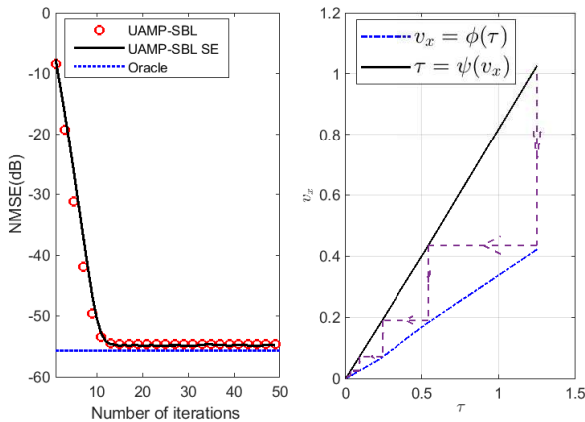 UAMP-SBL
UAMP-SBL SE
Oracle
0
-10
-20
-30
-40
-50
-60
10
20
30
40
50
NMSE(dB)
Number of iterations
v_x = ϕ(τ)
τ = ψ(v_x)
1.2
1
0.8
0.6
0.4
0.2
0
0
0.5
1
1.5
v_x
τ